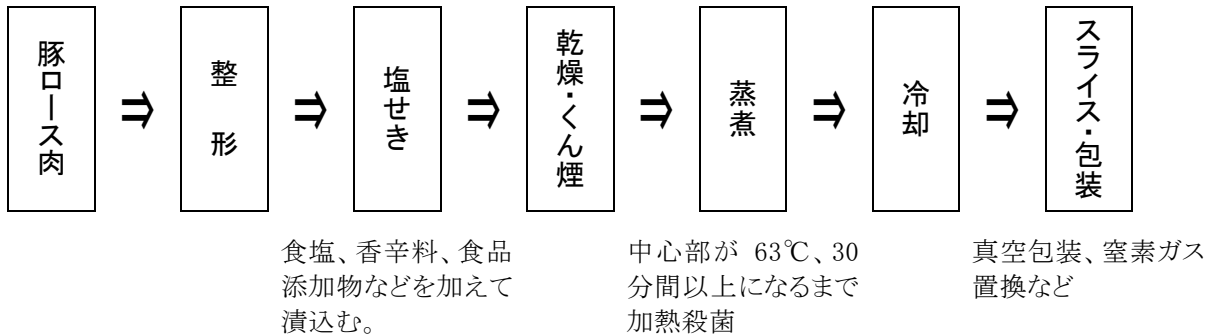 豚ロース肉
整形
塩せき
乾燥・くん煙
蒸煮
冷却
スライス・包装
食塩、香辛料、食品
添加物などを加えて
漬込む。
中心部が 63℃、30
分間以上になるまで
加熱殺菌
真空包装、窒素ガス
置換など